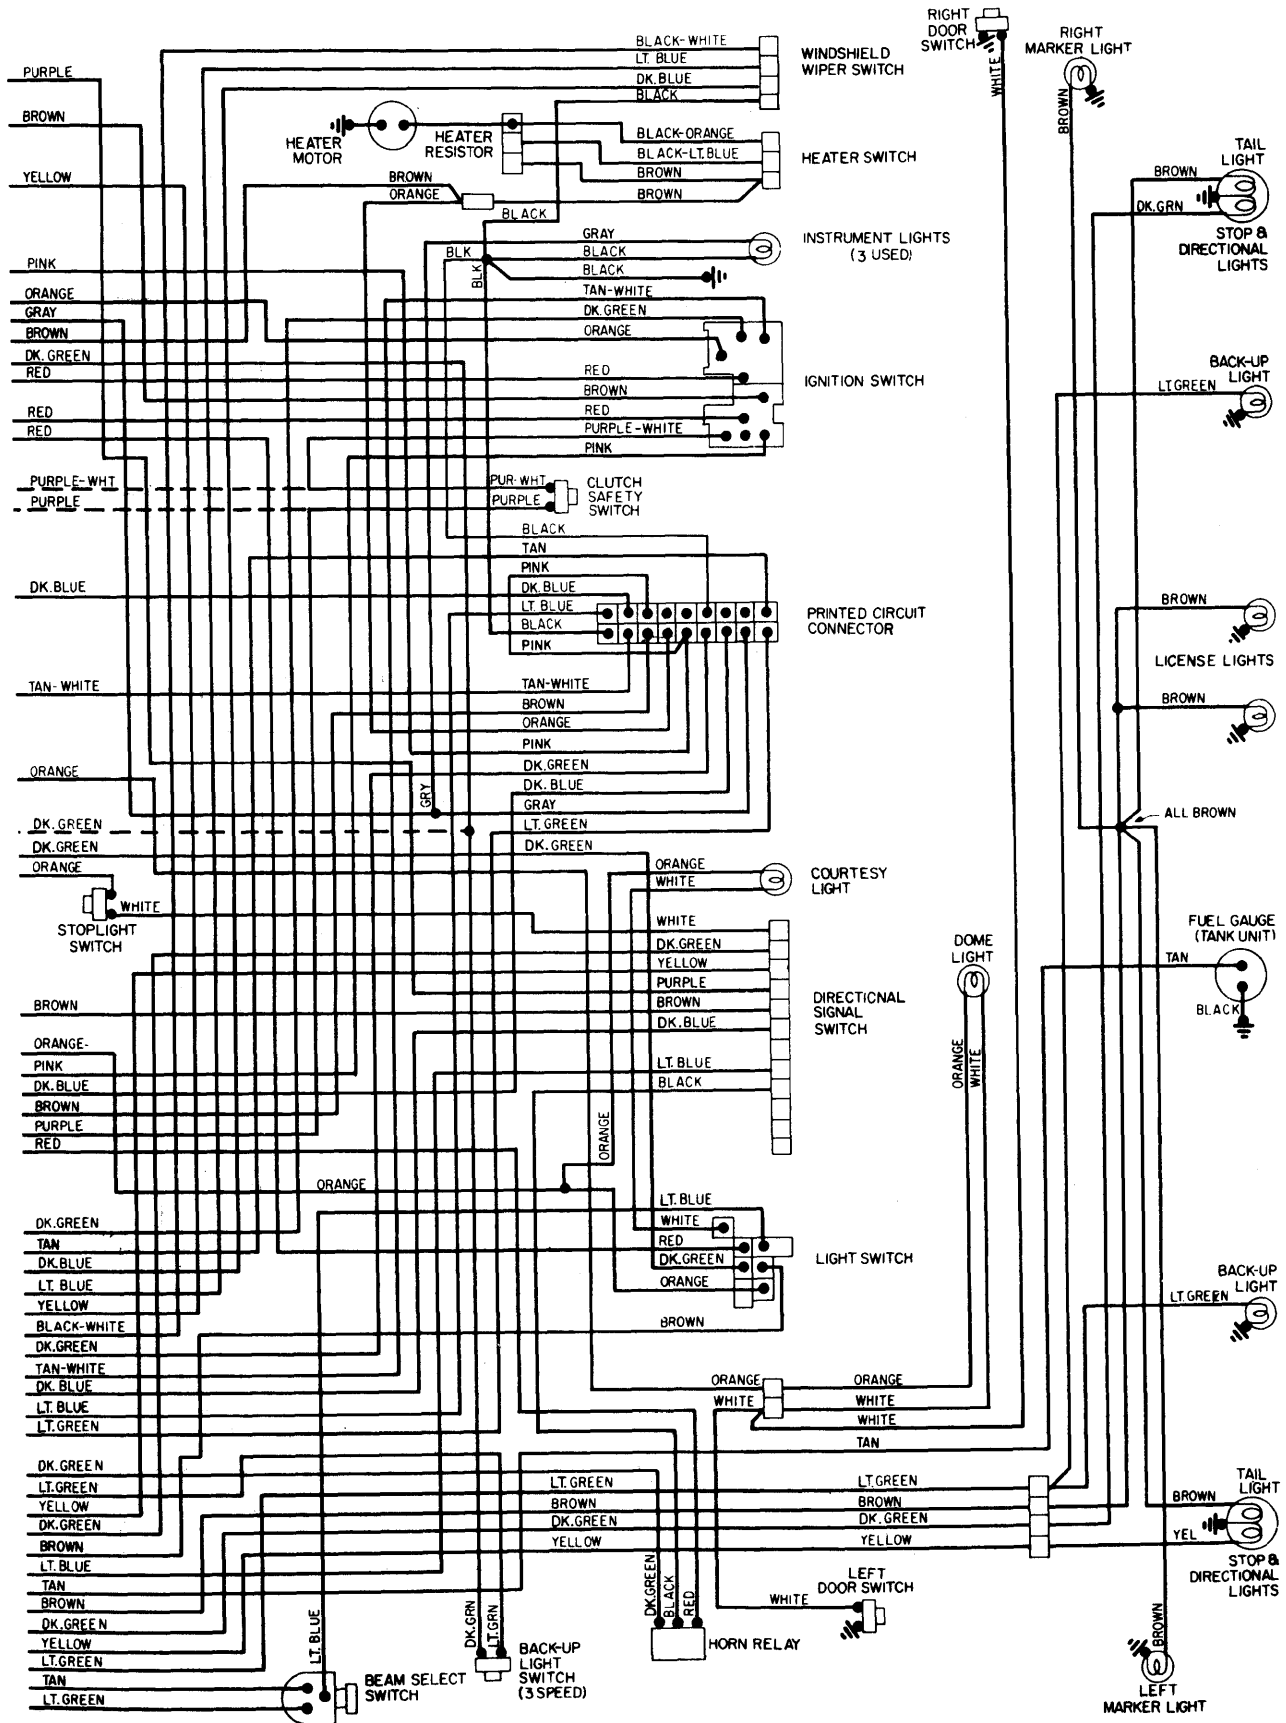 BLACK-WHITE
LT. BLUE
DK. BLUE
BLACK
WINDSHIELD
WIPER SWITCH
RIGHT
DOOR
SWITCH
WHITE
RIGHT
MARKER LIGHT
BROWN
PURPLE
BROWN
YELLOW
HEATER
MOTOR
HEATER
RESISTOR
BLACK-ORANGE
BLACK-LT.BLUE
BROWN
BROWN
HEATER SWITCH
BROWN
ORANGE
BLACK
TAIL
LIGHT
BROWN
DK.GRN
STOP &
DIRECTIONAL
LIGHTS
GRAY
BLACK
BLACK
BLK
BLK
INSTRUMENT LIGHTS
(3 USED)
PINK
ORANGE
GRAY
BROWN
DK. GREEN
RED
RED
RED
TAN-WHITE
DK. GREEN
ORANGE
RED
BROWN
RED
PURPLE-WHITE
PINK
IGNITION SWITCH
BACK-UP
LIGHT
LT.GREEN
PURPLE-WHT
PURPLE
PUR-WHT
PURPLE
CLUTCH
SAFETY
SWITCH
BLACK
TAN
PINK
DK. BLUE
LT. BLUE
BLACK
PINK
DK.BLUE
PRINTED CIRCUIT
CONNECTOR
BROWN
LICENSE LIGHTS
BROWN
TAN-WHITE
TAN-WHITE
BROWN
ORANGE
PINK
DK.GREEN
DK. BLUE
GRAY
LT.GREEN
DK. GREEN
GRY
ORANGE
DK. GREEN
DK. GREEN
ORANGE
ALL BROWN
WHITE
STOPLIGHT
SWITCH
ORANGE
WHITE
COURTESY
LIGHT
WHITE
DK.GREEN
YELLOW
PURPLE
BROWN
DK.BLUE
LT. BLUE
BLACK
DIRECTIONAL
SIGNAL
SWITCH
DOME
LIGHT
ORANGE
WHITE
FUEL GAUGE
(TANK UNIT)
TAN
BLACK
BROWN
ORANGE-
PINK
DK. BLUE
BROWN
PURPLE
RED
ORANGE
ORANGE
LT. BLUE
WHITE
RED
DK.GREEN
ORANGE
BROWN
LIGHT SWITCH
DK.GREEN
TAN
DK.BLUE
LT. BLUE
YELLOW
BLACK-WHITE
DK.GREEN
TAN-WHITE
DK. BLUE
LT. BLUE
LT.GREEN
BACK-UP
LIGHT
LT.GREEN
ORANGE
WHITE
ORANGE
WHITE
WHITE
TAN
DK.GREEN
LT.GREEN
YELLOW
DK.GREEN
BROWN
LT. BLUE
TAN
BROWN
DK.GREEN
YELLOW
LT.GREEN
TAN
LT. GREEN
LT.GREEN
BROWN
DK.GREEN
YELLOW
LT.GREEN
BROWN
DK. GREEN
YELLOW
TAIL
LIGHT
BROWN
YEL
STOP &
DIRECTIONAL
LIGHTS
LEFT
DOOR SWITCH
WHITE
DK.GREEN
BLACK
RED
HORN RELAY
LT. BLUE
BEAM SELECT
SWITCH
DK.GRN
LT.GRN
BACK-UP
LIGHT
SWITCH
(3 SPEED)
BROWN
LEFT
MARKER LIGHT